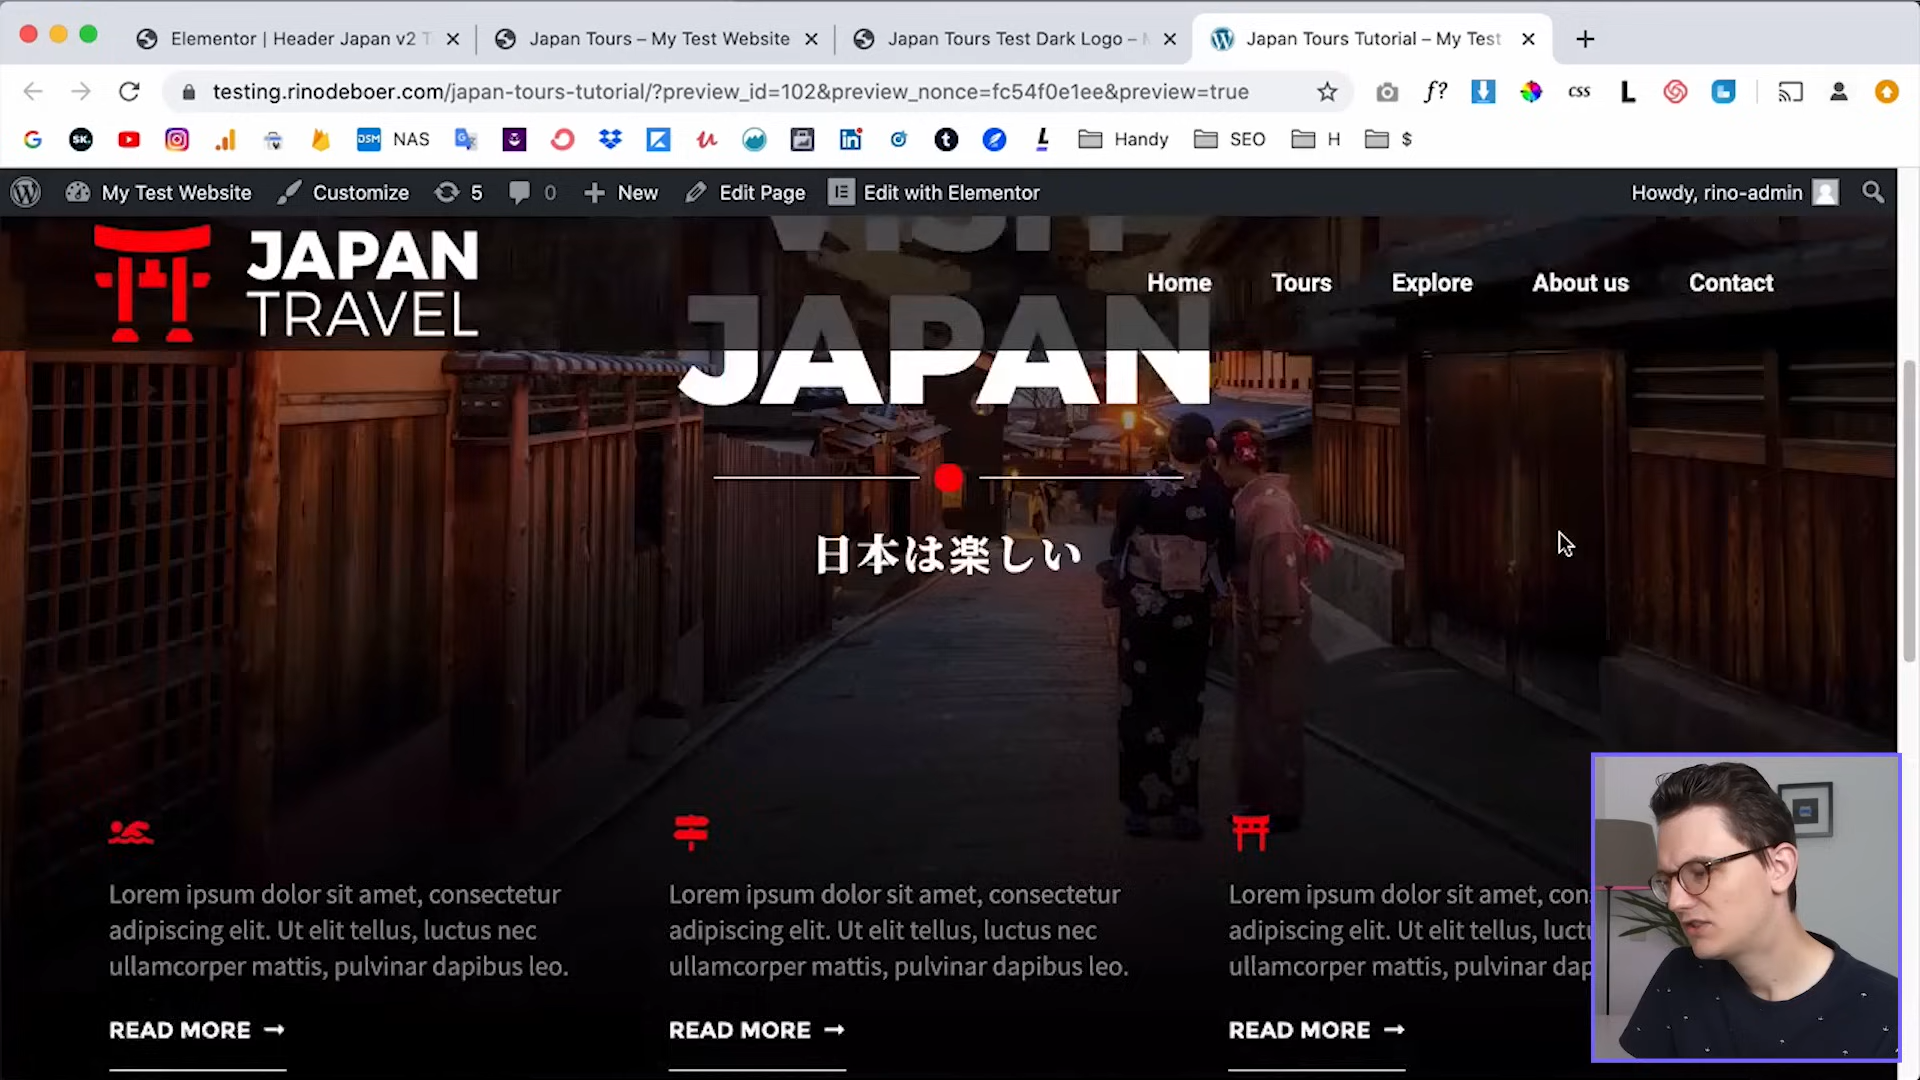 Elementor | Header Japan v2 T
Japan Tours – My Test Website
Japan Tours Test Dark Logo –
Japan Tours Tutorial – My Test
testing.rinodeboer.com/japan-tours-tutorial/?preview_id=102&preview_nonce=fc54f0e1ee&preview=true
f?
CSS
L
SK.
DSM NAS
Handy
SEO
H
$
My Test Website
Customize
5
0
New
Edit Page
Edit with Elementor
Howdy, rino-admin
JAPAN
TRAVEL
Home
Tours
Explore
About us
Contact
VISIT
JAPAN
日本は楽しい
Lorem ipsum dolor sit amet, consectetur
adipiscing elit. Ut elit tellus, luctus nec
ullamcorper mattis, pulvinar dapibus leo.
READ MORE →
Lorem ipsum dolor sit amet, consectetur
adipiscing elit. Ut elit tellus, luctus nec
ullamcorper mattis, pulvinar dapibus leo.
READ MORE →
Lorem ipsum dolor sit amet, cons
adipiscing elit. Ut elit tellus, luctu
ullamcorper mattis, pulvinar dap
READ MORE →